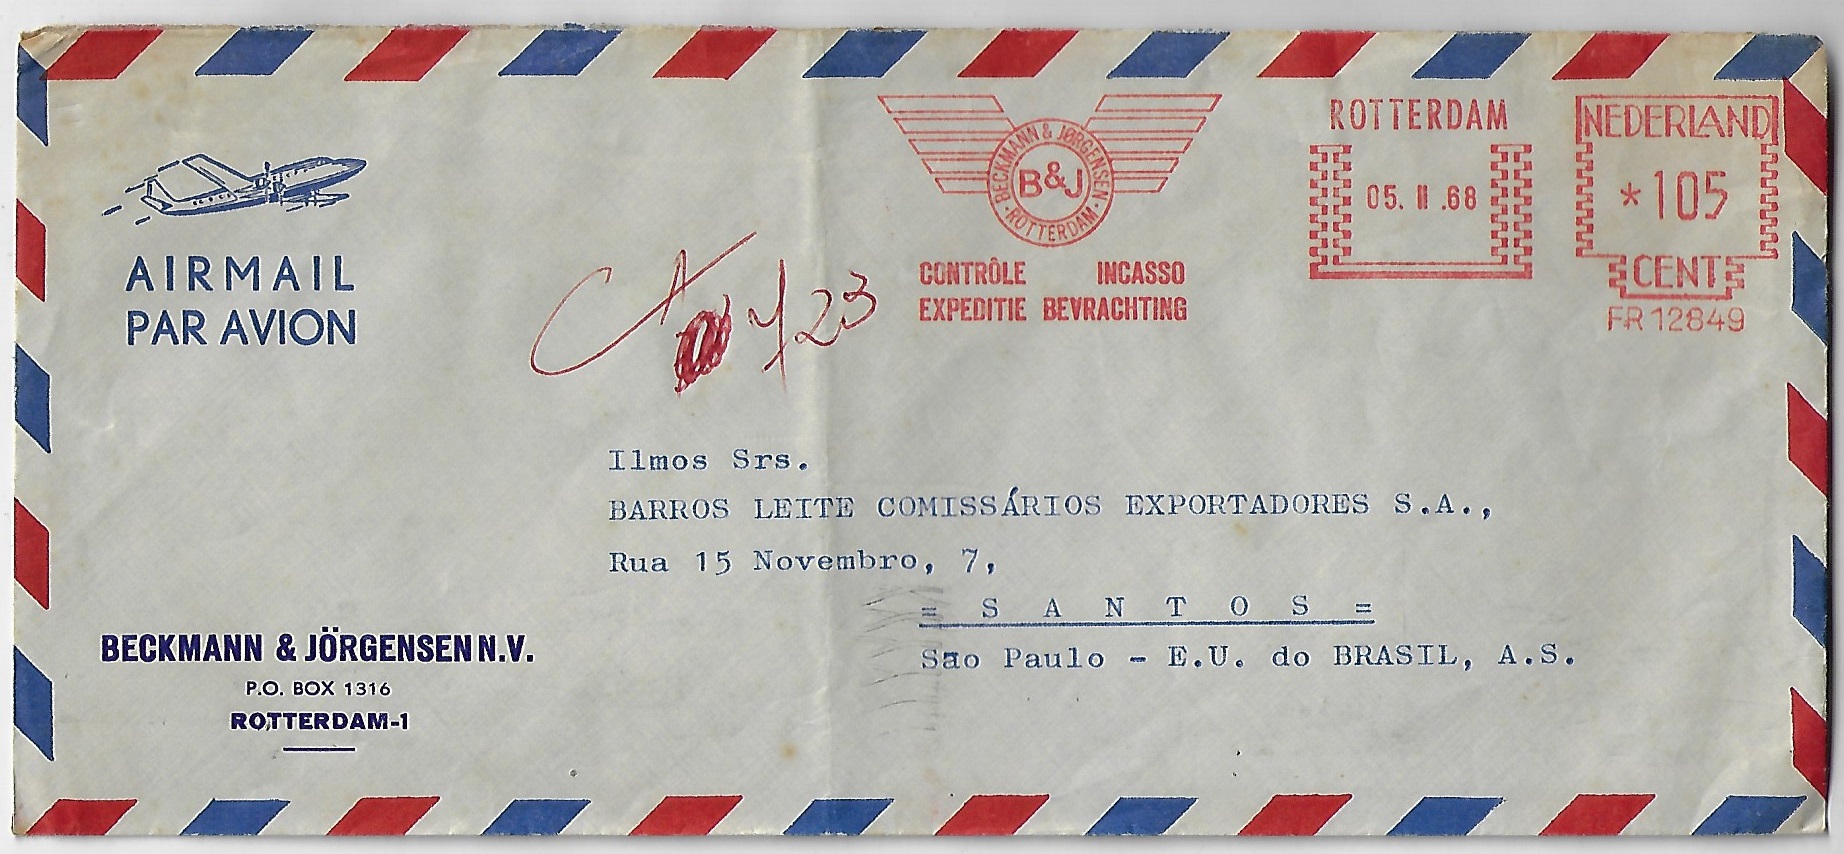 AIRMAIL
PAR AVION
BECKMANN & JØRGENSEN
B&J
· ROTTERDAM ·
CONTRÔLE INCASSO
EXPEDITIE BEVRACHTING
ROTTERDAM
05. II .68
NEDERLAND
* 105
CENT
FR 12849
23
Ilmos Srs.
BARROS LEITE COMISSÁRIOS EXPORTADORES S.A.,
Rua 15 Novembro, 7,
= S A N T O S =
São Paulo - E.U. do BRASIL, A.S.
BECKMANN & JÖRGENSEN N.V.
P.O. BOX 1316
ROTTERDAM-1